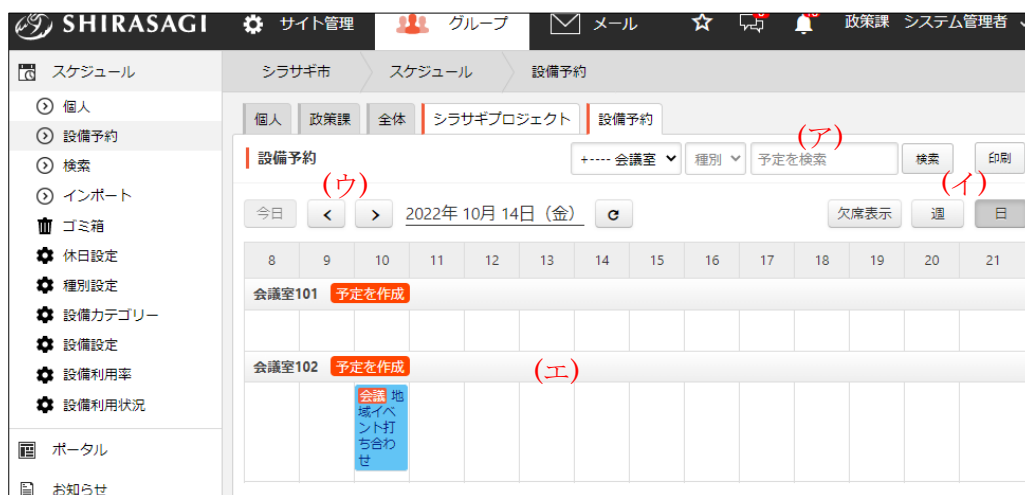 SHIRASAGI サイト管理 グループ メール 政策課 システム管理者
スケジュール シラサギ市 スケジュール 設備予約
個人
設備予約
検索
インポート
ゴミ箱
休日設定
種別設定
設備カテゴリー
設備設定
設備利用率
設備利用状況
ポータル
お知らせ
個人 政策課 全体 シラサギプロジェクト 設備予約
(ア)
設備予約 +---- 会議室 種別 予定を検索 検索 印刷
(ウ) (イ)
今日 < > 2022年 10月 14日 (金) 欠席表示 週 日
8 9 10 11 12 13 14 15 16 17 18 19 20 21
会議室101 予定を作成
会議室102 予定を作成 (エ)
会議 地
域イベ
ント打
ち合わ
せ